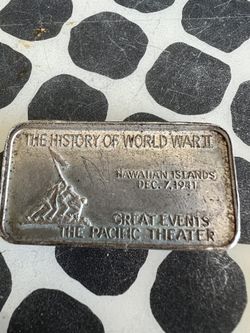 THE HISTORY OF WORLD WAR II
HAWAIIAN ISLANDS
DEC. 7, 1941
GREAT EVENTS
THE PACIFIC THEATER